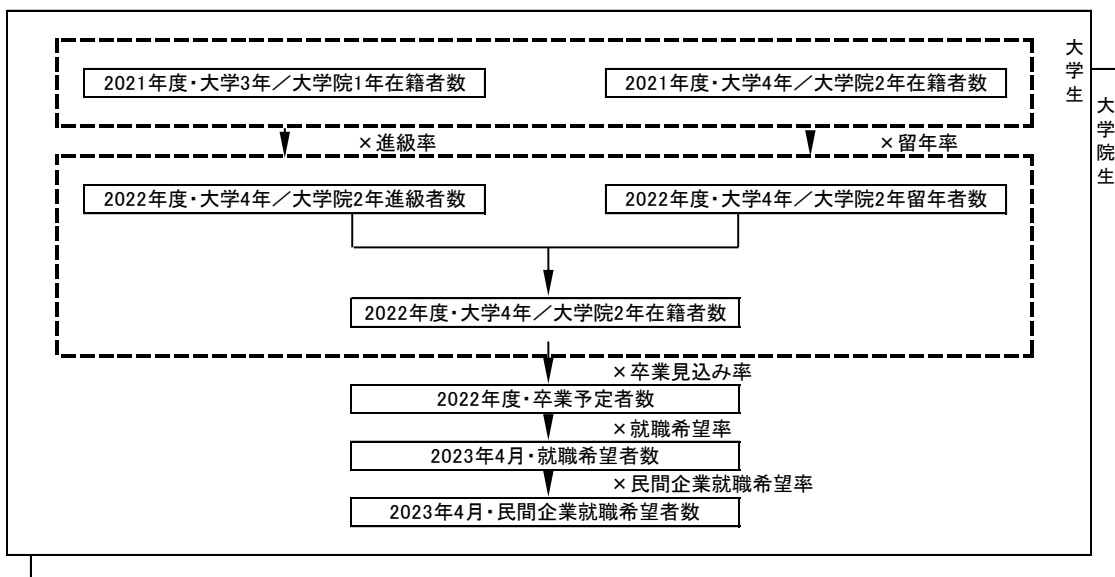 大学生
大学院生
2021年度・大学3年／大学院1年在籍者数
2021年度・大学4年／大学院2年在籍者数
×進級率
×留年率
2022年度・大学4年／大学院2年進級者数
2022年度・大学4年／大学院2年留年者数
2022年度・大学4年／大学院2年在籍者数
×卒業見込み率
2022年度・卒業予定者数
×就職希望率
2023年4月・就職希望者数
×民間企業就職希望率
2023年4月・民間企業就職希望者数